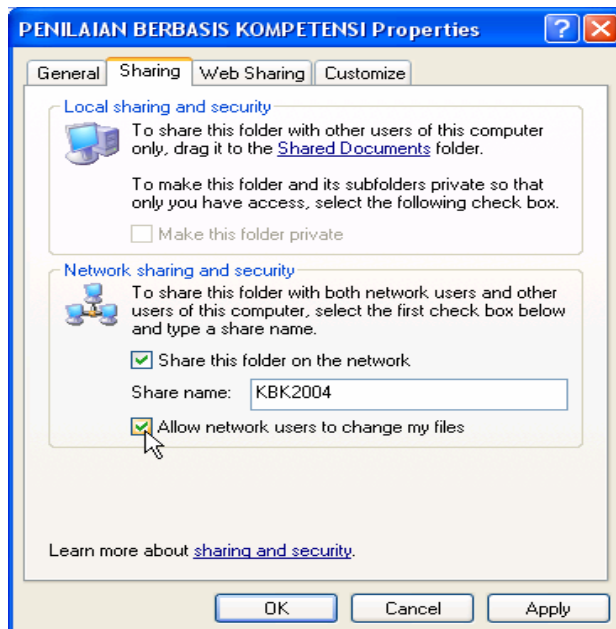 PENILAIAN BERBASIS KOMPETENSI Properties
General Sharing Web Sharing Customize
Local sharing and security
To share this folder with other users of this computer
only, drag it to the Shared Documents folder.
To make this folder and its subfolders private so that
only you have access, select the following check box.
Make this folder private
Network sharing and security
To share this folder with both network users and other
users of this computer, select the first check box below
and type a share name.
Share this folder on the network
Share name: KBK2004
Allow network users to change my files
Learn more about sharing and security.
OK Cancel Apply